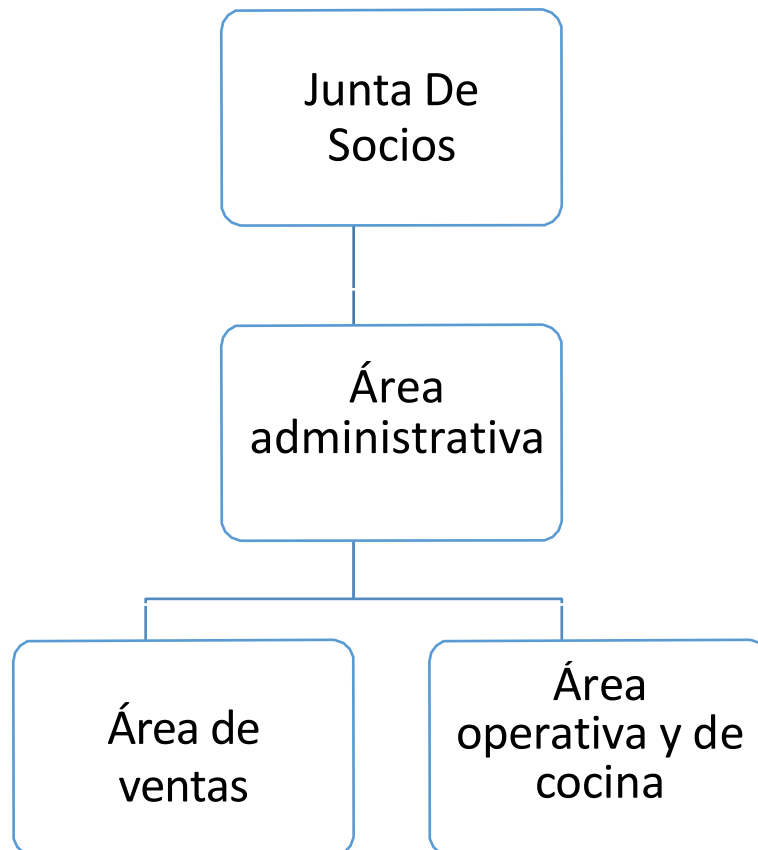 Junta De
Socios
Área
administrativa
Área de
ventas
Área
operativa y de
cocina